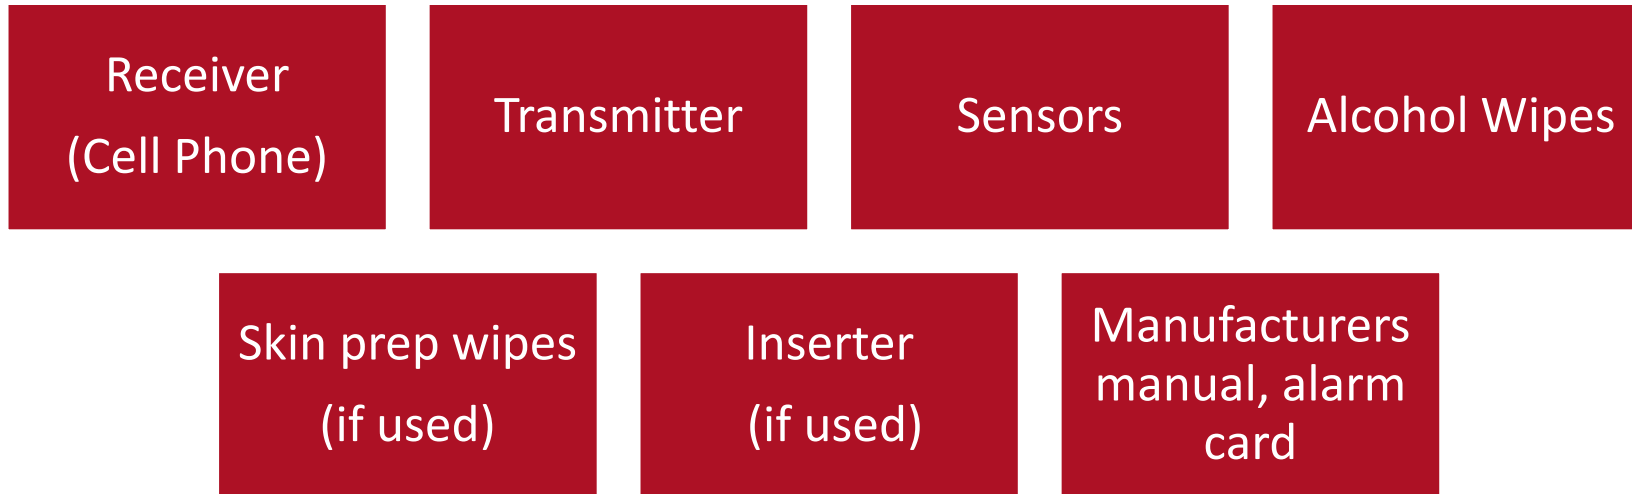 Receiver
(Cell Phone)
Transmitter
Sensors
Alcohol Wipes
Skin prep wipes
(if used)
Inserter
(if used)
Manufacturers
manual, alarm
card